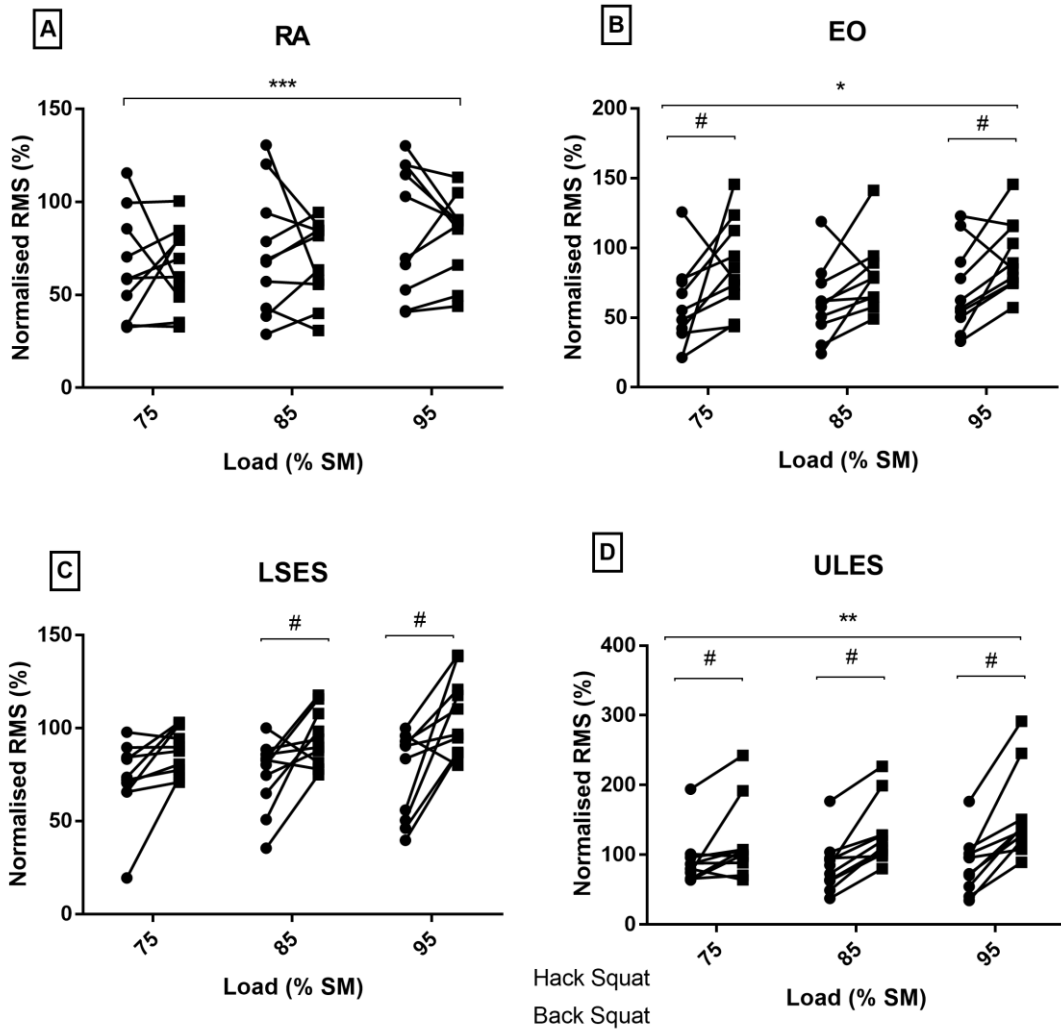 A
RA
***
Normalised RMS (%)
150
100
50
0
75
85
95
Load (% SM)
B
EO
*
#
#
Normalised RMS (%)
200
150
100
50
0
75
85
95
Load (% SM)
C
LSES
#
#
Normalised RMS (%)
150
100
50
0
75
85
95
Load (% SM)
D
ULES
**
#
#
#
Normalised RMS (%)
400
300
200
100
0
75
85
95
Load (% SM)
Hack Squat
Back Squat